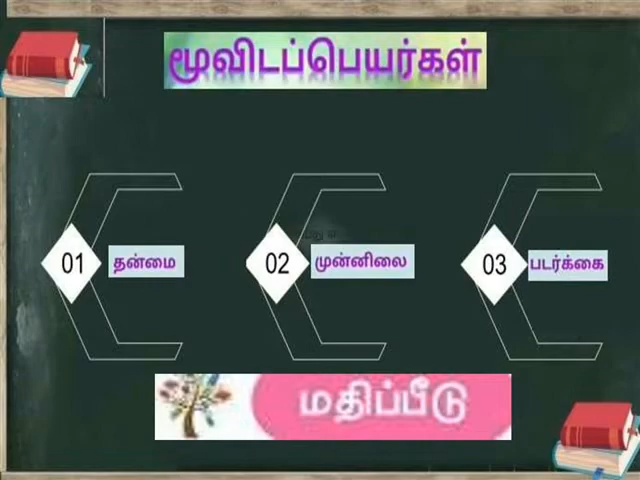 மூவிடப்பெயர்கள்
01 தன்மை
02 முன்னிலை
03 படர்க்கை
மதிப்பீடு